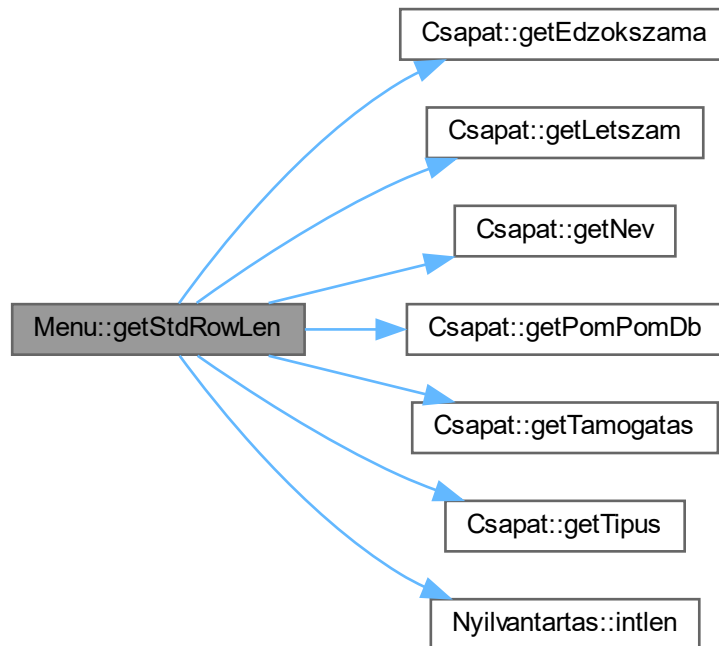 Csapat::getEdzokszama
Csapat::getLetszam
Csapat::getNev
Menu::getStdRowLen
Csapat::getPomPomDb
Csapat::getTamogatas
Csapat::getTipus
Nyilvantartas::intlen